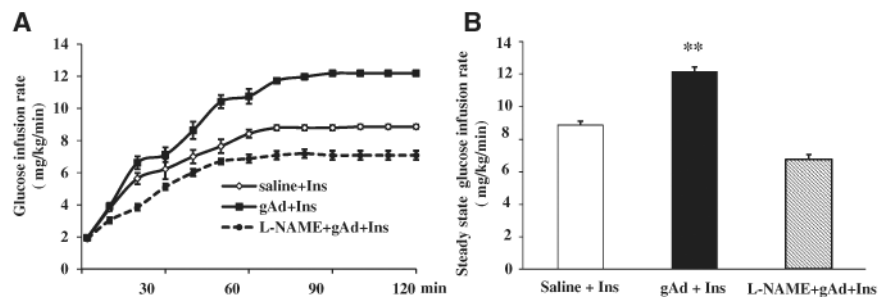 A
Glucose infusion rate
( mg/kg/min)
14
12
10
8
6
4
2
0
saline+Ins
gAd+Ins
L-NAME+gAd+Ins
30
60
90
120 min
B
Steady state glucose infusion rate
( mg/kg/min)
14
12
10
8
6
4
2
0
**
Saline + Ins
gAd + Ins
L-NAME+gAd+Ins